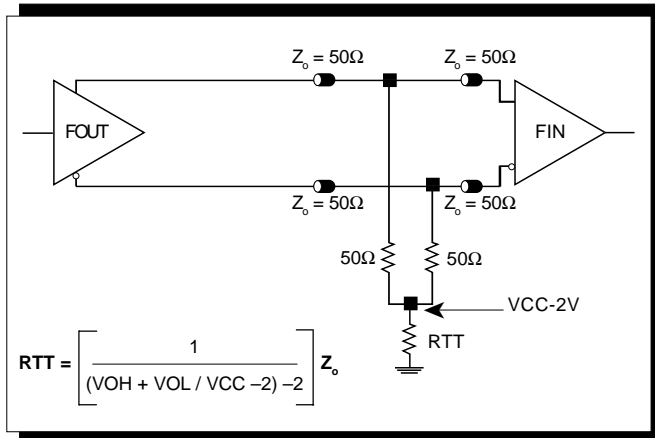 Zo = 50Ω
Zo = 50Ω
FOUT
FIN
Zo = 50Ω
Zo = 50Ω
50Ω
50Ω
VCC-2V
RTT
RTT = [ 1 / (VOH + VOL / VCC –2) –2 ] Zo